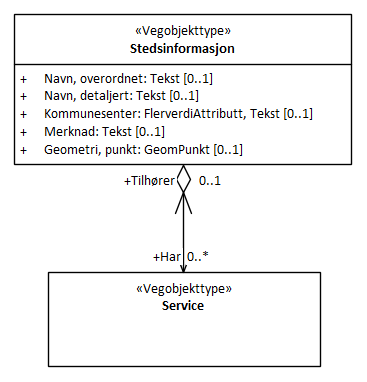 «Vegobjekttype»
Stedsinformasjon
+ Navn, overordnet: Tekst [0..1]
+ Navn, detaljert: Tekst [0..1]
+ Kommunesenter: FlerverdiAttributt, Tekst [0..1]
+ Merknad: Tekst [0..1]
+ Geometri, punkt: GeomPunkt [0..1]
+Tilhører 0..1
+Har 0..*
«Vegobjekttype»
Service